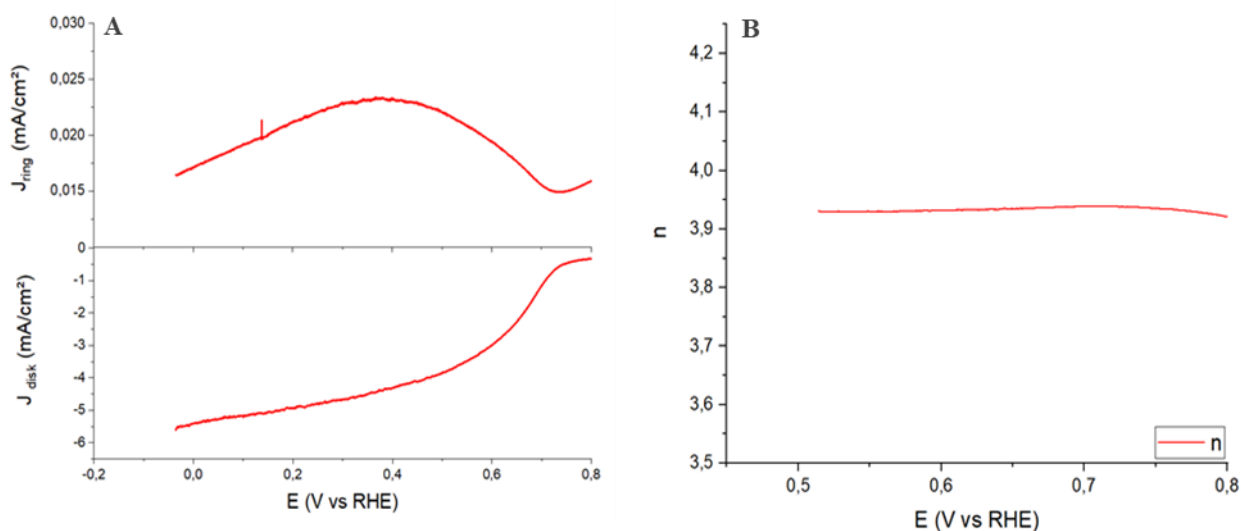 A
0,030
0,025
0,020
0,015
0
J ring (mA/cm²)
-1
-2
-3
-4
-5
-6
J disk (mA/cm²)
-0,2 0,0 0,2 0,4 0,6 0,8
E (V vs RHE)
B
4,2
4,1
4,0
3,9
3,8
3,7
3,6
3,5
n
n
0,5 0,6 0,7 0,8
E (V vs RHE)